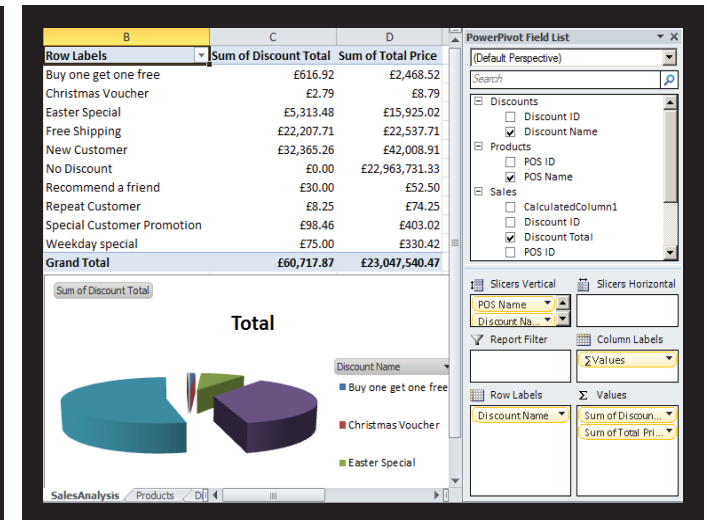 B C D
Row Labels Sum of Discount Total Sum of Total Price
Buy one get one free £616.92 £2,468.52
Christmas Voucher £2.79 £8.79
Easter Special £5,313.48 £15,925.02
Free Shipping £22,207.71 £22,537.71
New Customer £32,365.26 £42,008.91
No Discount £0.00 £22,963,731.33
Recommend a friend £30.00 £52.50
Repeat Customer £8.25 £74.25
Special Customer Promotion £98.46 £403.02
Weekday special £75.00 £330.42
Grand Total £60,717.87 £23,047,540.47
Sum of Discount Total
Total
Discount Name
Buy one get one free
Christmas Voucher
Easter Special
SalesAnalysis Products Di
PowerPivot Field List
(Default Perspective)
Search
Discounts
Discount ID
Discount Name
Products
POS ID
POS Name
Sales
CalculatedColumn1
Discount ID
Discount Total
POS ID
Slicers Vertical Slicers Horizontal
POS Name
Discount Na...
Report Filter Column Labels
ΣValues
Row Labels Σ Values
Discount Name Sum of Discoun...
Sum of Total Pri...